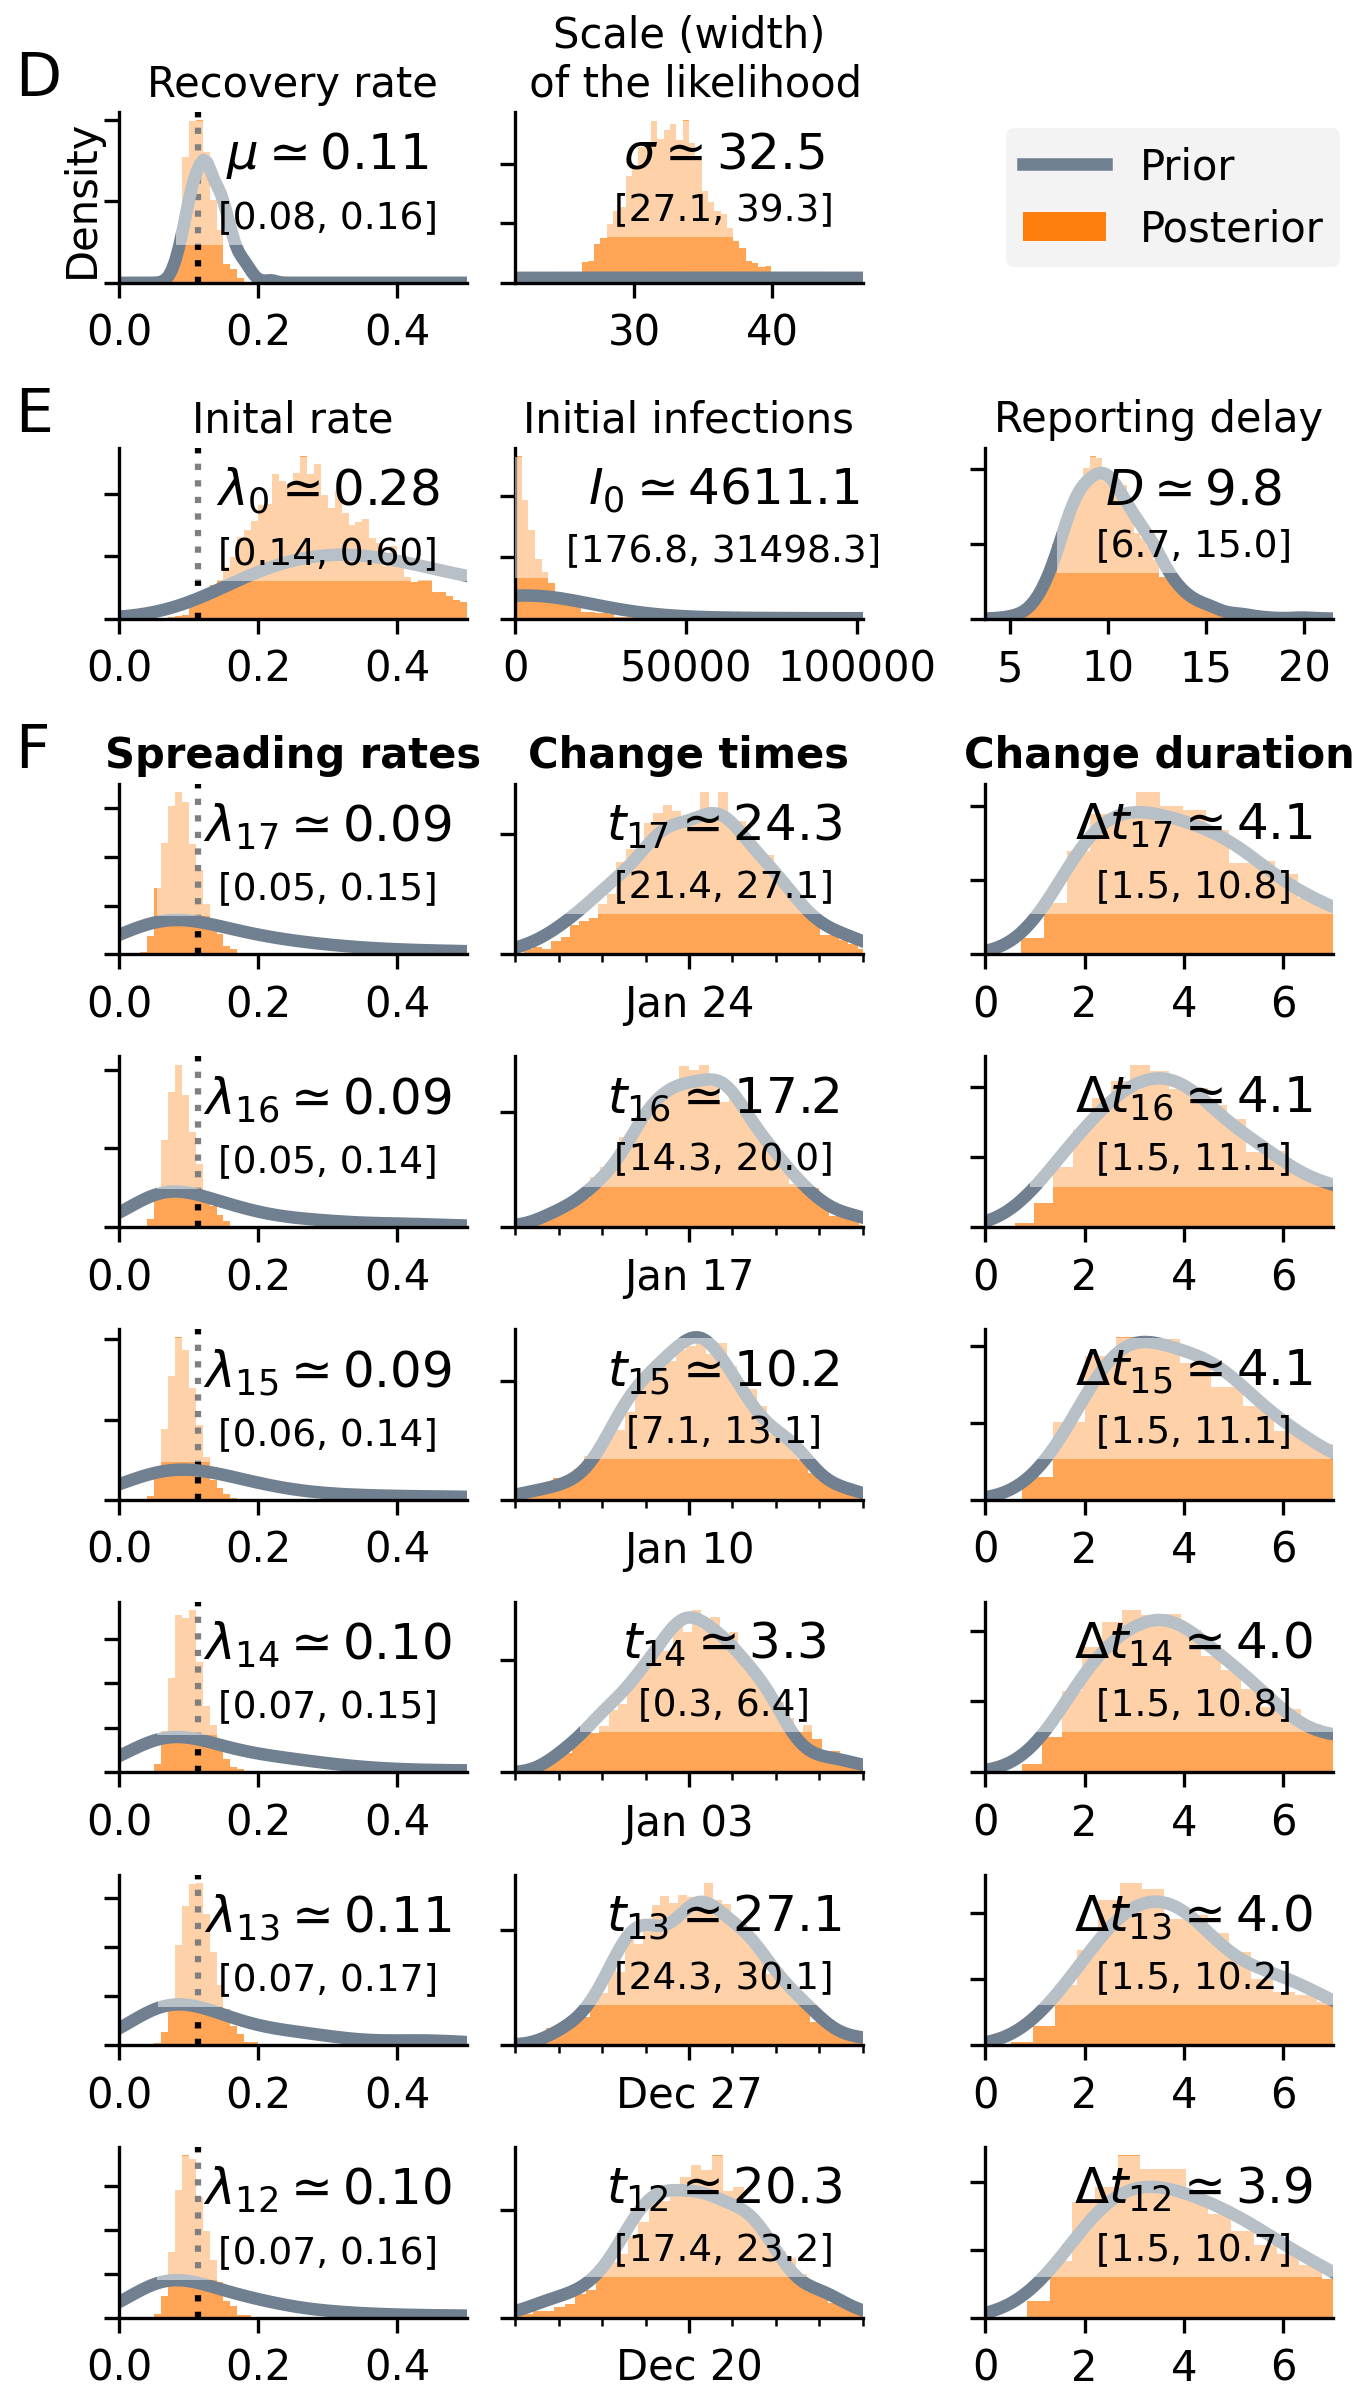 D
Recovery rate
Scale (width)
of the likelihood
Density
μ ≃ 0.11
[0.08, 0.16]
0.0 0.2 0.4
σ ≃ 32.5
[27.1, 39.3]
30 40
Prior
Posterior
E
Inital rate
λ0 ≃ 0.28
[0.14, 0.60]
0.0 0.2 0.4
Initial infections
I0 ≃ 4611.1
[176.8, 31498.3]
0 50000 100000
Reporting delay
D ≃ 9.8
[6.7, 15.0]
5 10 15 20
F
Spreading rates
Change times
Change duration
λ17 ≃ 0.09
[0.05, 0.15]
0.0 0.2 0.4
t17 ≃ 24.3
[21.4, 27.1]
Jan 24
Δt17 ≃ 4.1
[1.5, 10.8]
0 2 4 6
λ16 ≃ 0.09
[0.05, 0.14]
0.0 0.2 0.4
t16 ≃ 17.2
[14.3, 20.0]
Jan 17
Δt16 ≃ 4.1
[1.5, 11.1]
0 2 4 6
λ15 ≃ 0.09
[0.06, 0.14]
0.0 0.2 0.4
t15 ≃ 10.2
[7.1, 13.1]
Jan 10
Δt15 ≃ 4.1
[1.5, 11.1]
0 2 4 6
λ14 ≃ 0.10
[0.07, 0.15]
0.0 0.2 0.4
t14 ≃ 3.3
[0.3, 6.4]
Jan 03
Δt14 ≃ 4.0
[1.5, 10.8]
0 2 4 6
λ13 ≃ 0.11
[0.07, 0.17]
0.0 0.2 0.4
t13 ≃ 27.1
[24.3, 30.1]
Dec 27
Δt13 ≃ 4.0
[1.5, 10.2]
0 2 4 6
λ12 ≃ 0.10
[0.07, 0.16]
0.0 0.2 0.4
t12 ≃ 20.3
[17.4, 23.2]
Dec 20
Δt12 ≃ 3.9
[1.5, 10.7]
0 2 4 6